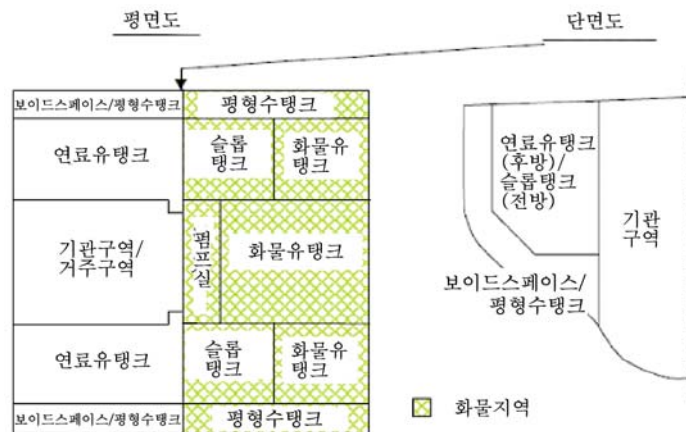 평면도
단면도
보이드스페이스/평형수탱크
평형수탱크
연료유탱크
슬롭
탱크
화물유
탱크
기관구역/
거주구역
펌프실
화물유탱크
연료유탱크
슬롭
탱크
화물유
탱크
보이드스페이스/평형수탱크
평형수탱크
연료유탱크
(후방)/
슬롭탱크
(전방)
기관
구역
보이드스페이스/
평형수탱크
화물지역